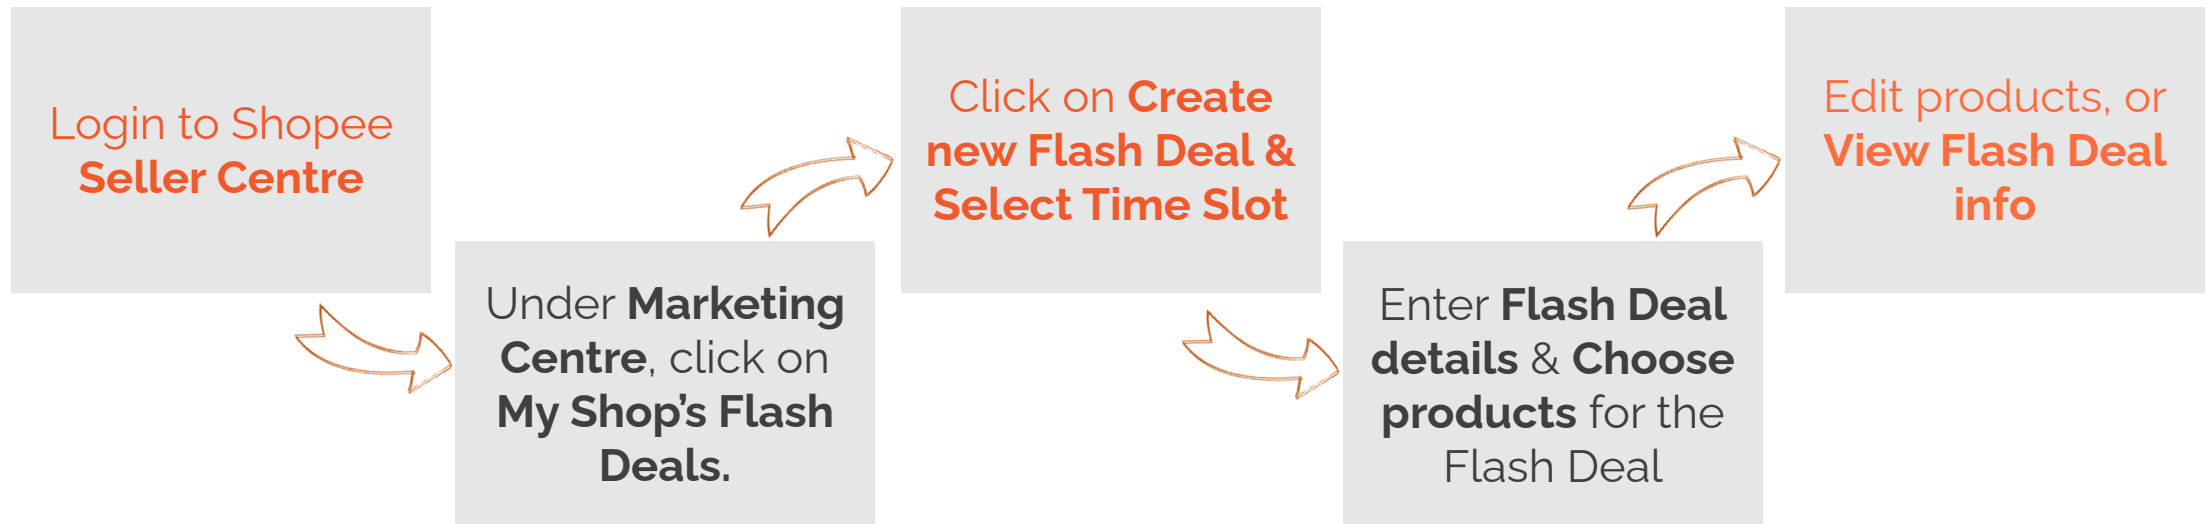 Login to Shopee
Seller Centre
Under Marketing
Centre, click on
My Shop’s Flash
Deals.
Click on Create
new Flash Deal &
Select Time Slot
Enter Flash Deal
details & Choose
products for the
Flash Deal
Edit products, or
View Flash Deal
info